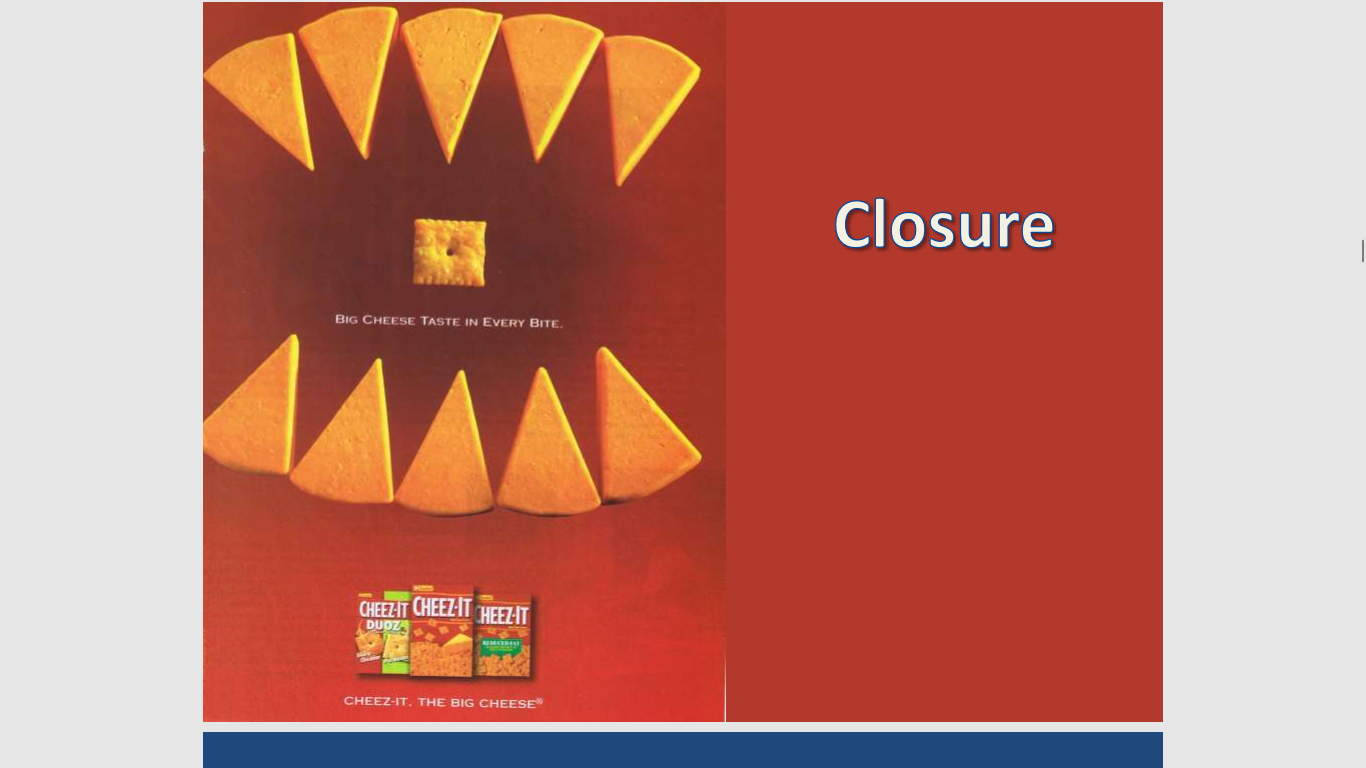 Closure
BIG CHEESE TASTE IN EVERY BITE.
CHEEZ-IT
DUOZ
CHEEZ-IT
CHEEZ-IT
REDUCED FAT
CHEEZ-IT. THE BIG CHEESE®